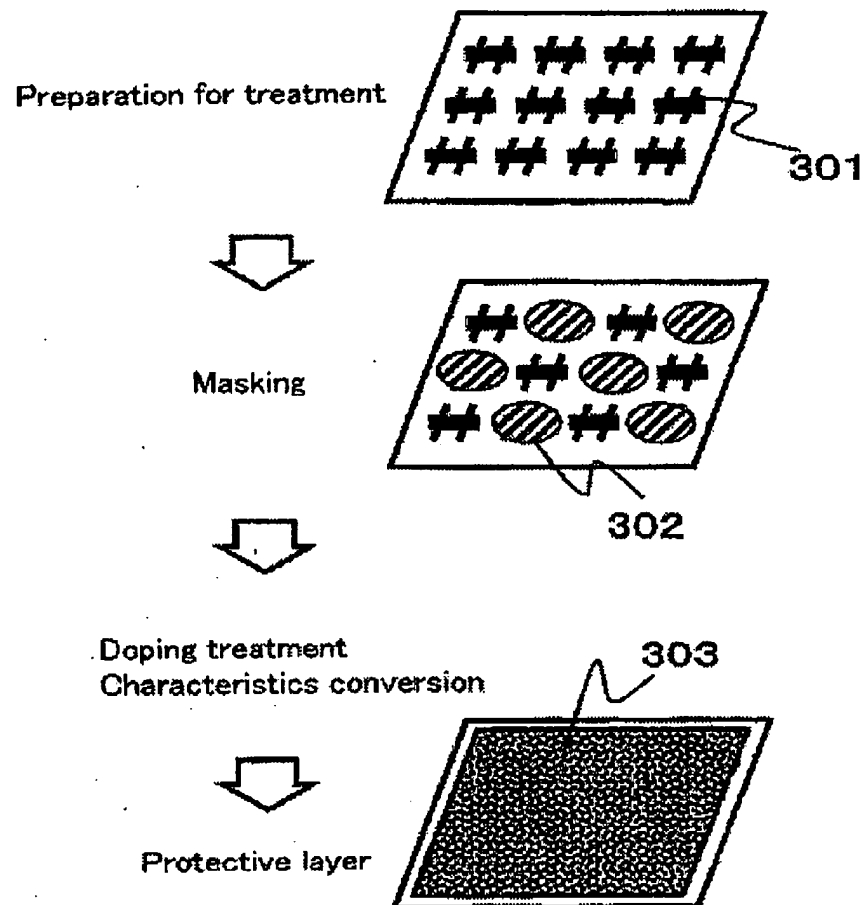 Preparation for treatment
301
Masking
302
Doping treatment
Characteristics conversion
303
Protective layer